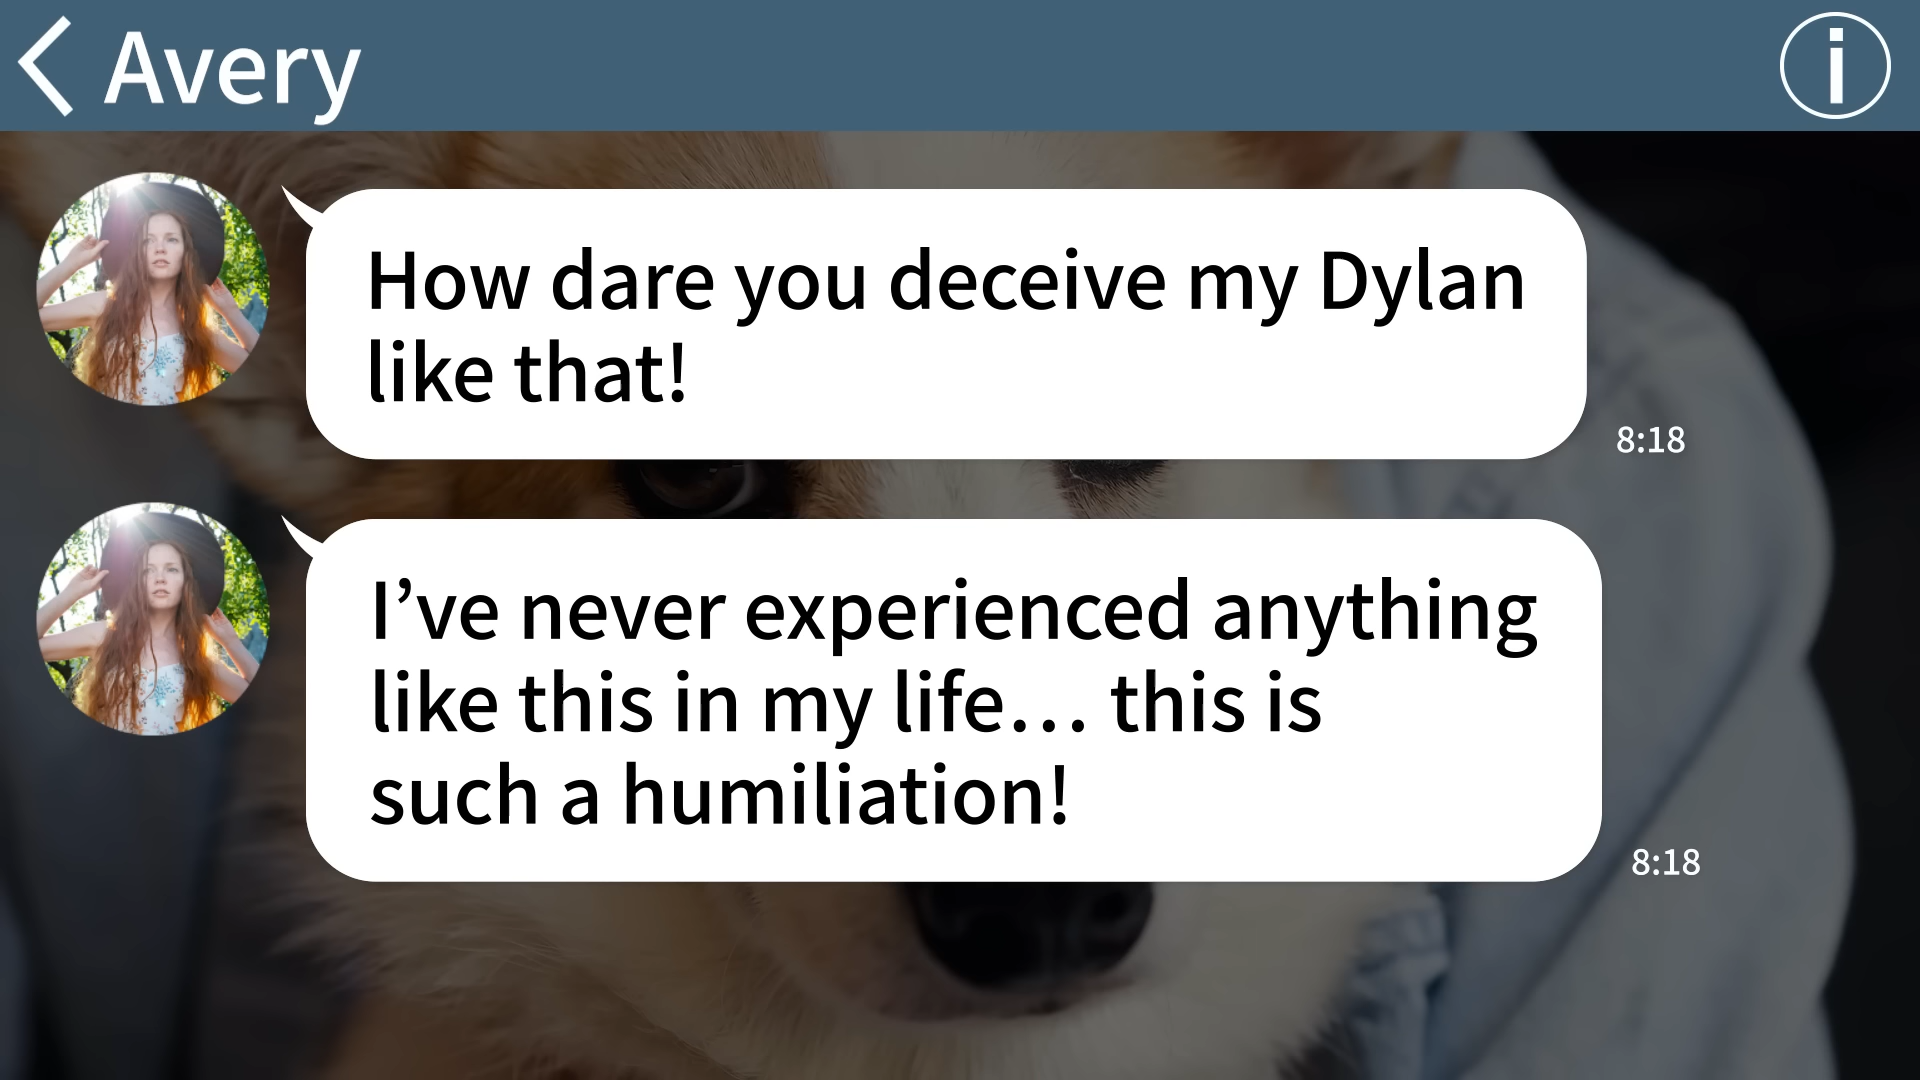 Avery
i
How dare you deceive my Dylan
like that!
8:18
I’ve never experienced anything
like this in my life… this is
such a humiliation!
8:18